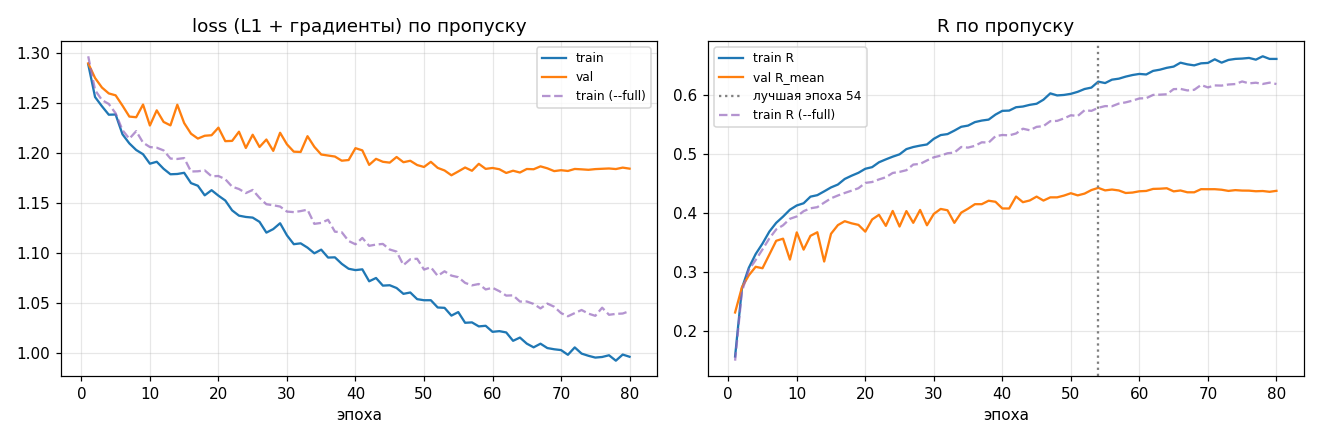 loss (L1 + градиенты) по пропуску
1.30
1.25
1.20
1.15
1.10
1.05
1.00
0 10 20 30 40 50 60 70 80
эпоха
train
val
train (--full)
R по пропуску
0.6
0.5
0.4
0.3
0.2
0 10 20 30 40 50 60 70 80
эпоха
train R
val R_mean
лучшая эпоха 54
train R (--full)